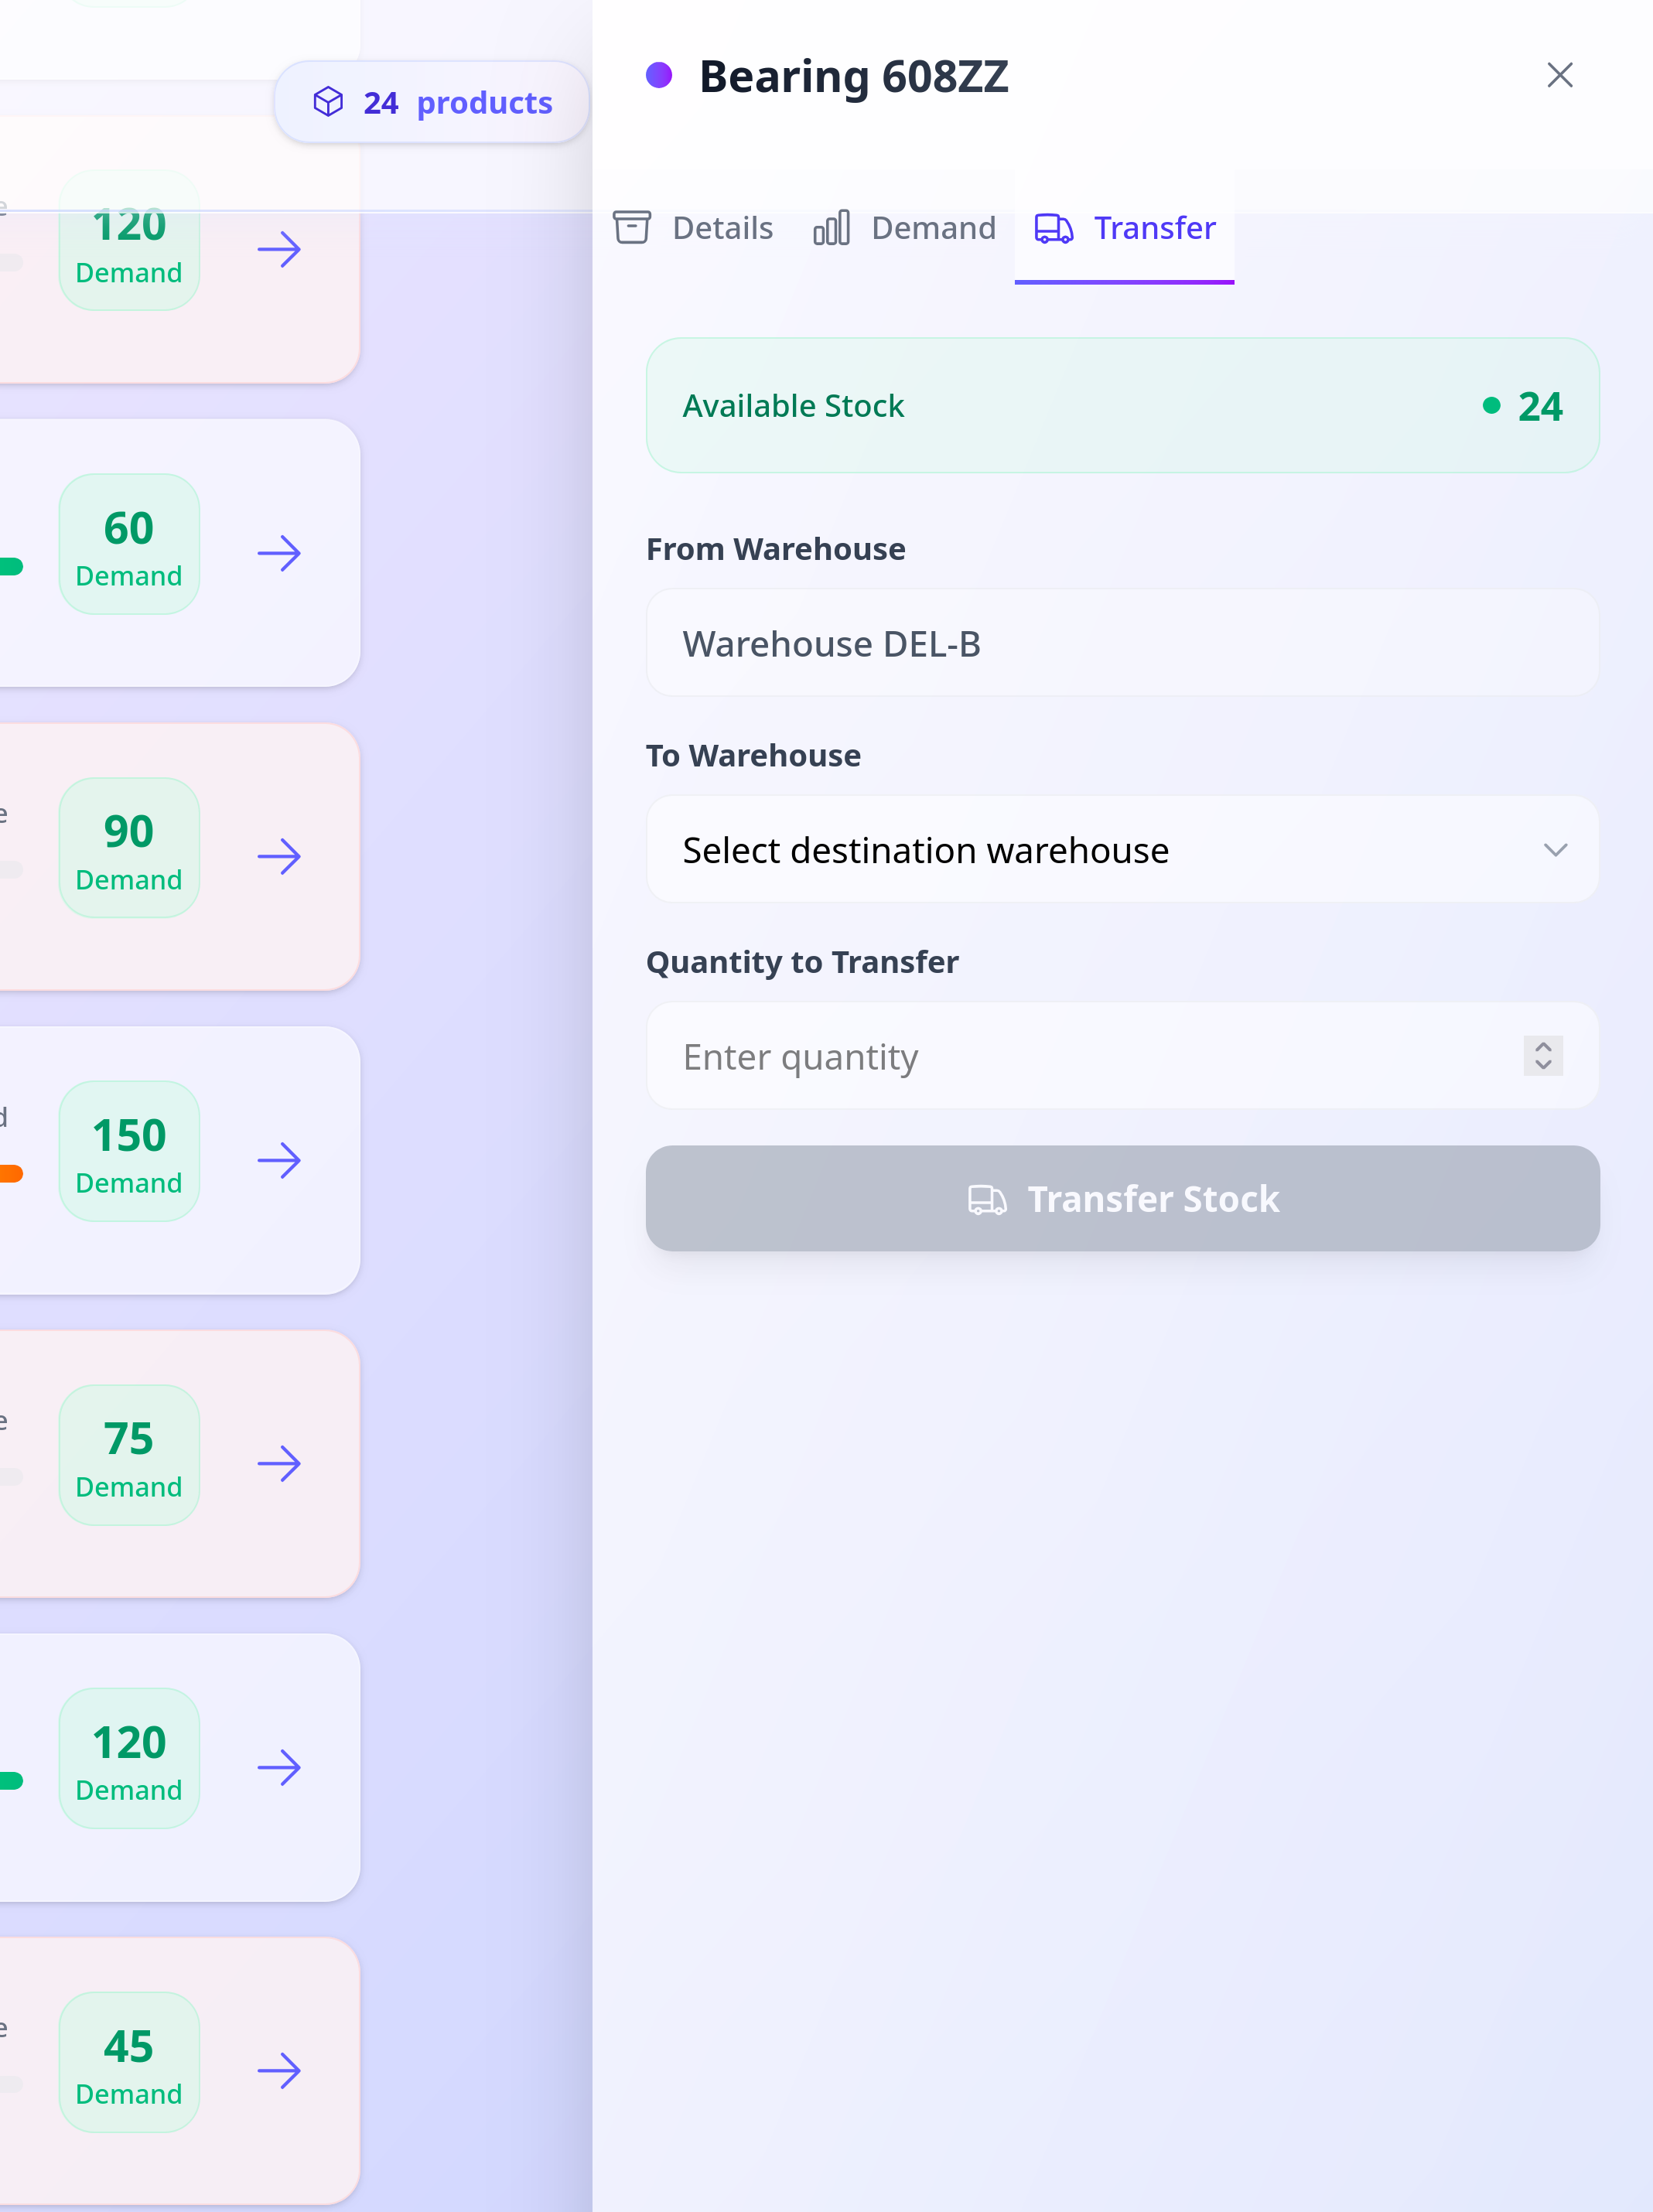 24 products
120
Demand
60
Demand
e
90
Demand
d
150
Demand
e
75
Demand
120
Demand
e
45
Demand
Bearing 608ZZ
Details
Demand
Transfer
Available Stock
24
From Warehouse
Warehouse DEL-B
To Warehouse
Select destination warehouse
Quantity to Transfer
Enter quantity
Transfer Stock